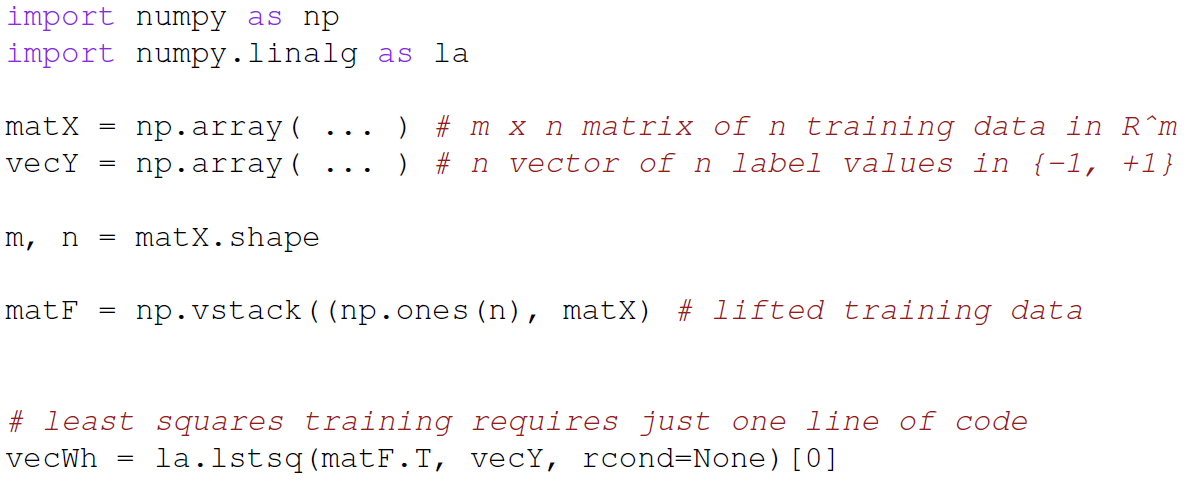 import numpy as np
import numpy.linalg as la
matX = np.array( ... ) # m x n matrix of n training data in R^m
vecY = np.array( ... ) # n vector of n label values in {-1, +1}
m, n = matX.shape
matF = np.vstack((np.ones(n), matX) # lifted training data
# least squares training requires just one line of code
vecWh = la.lstsq(matF.T, vecY, rcond=None)[0]